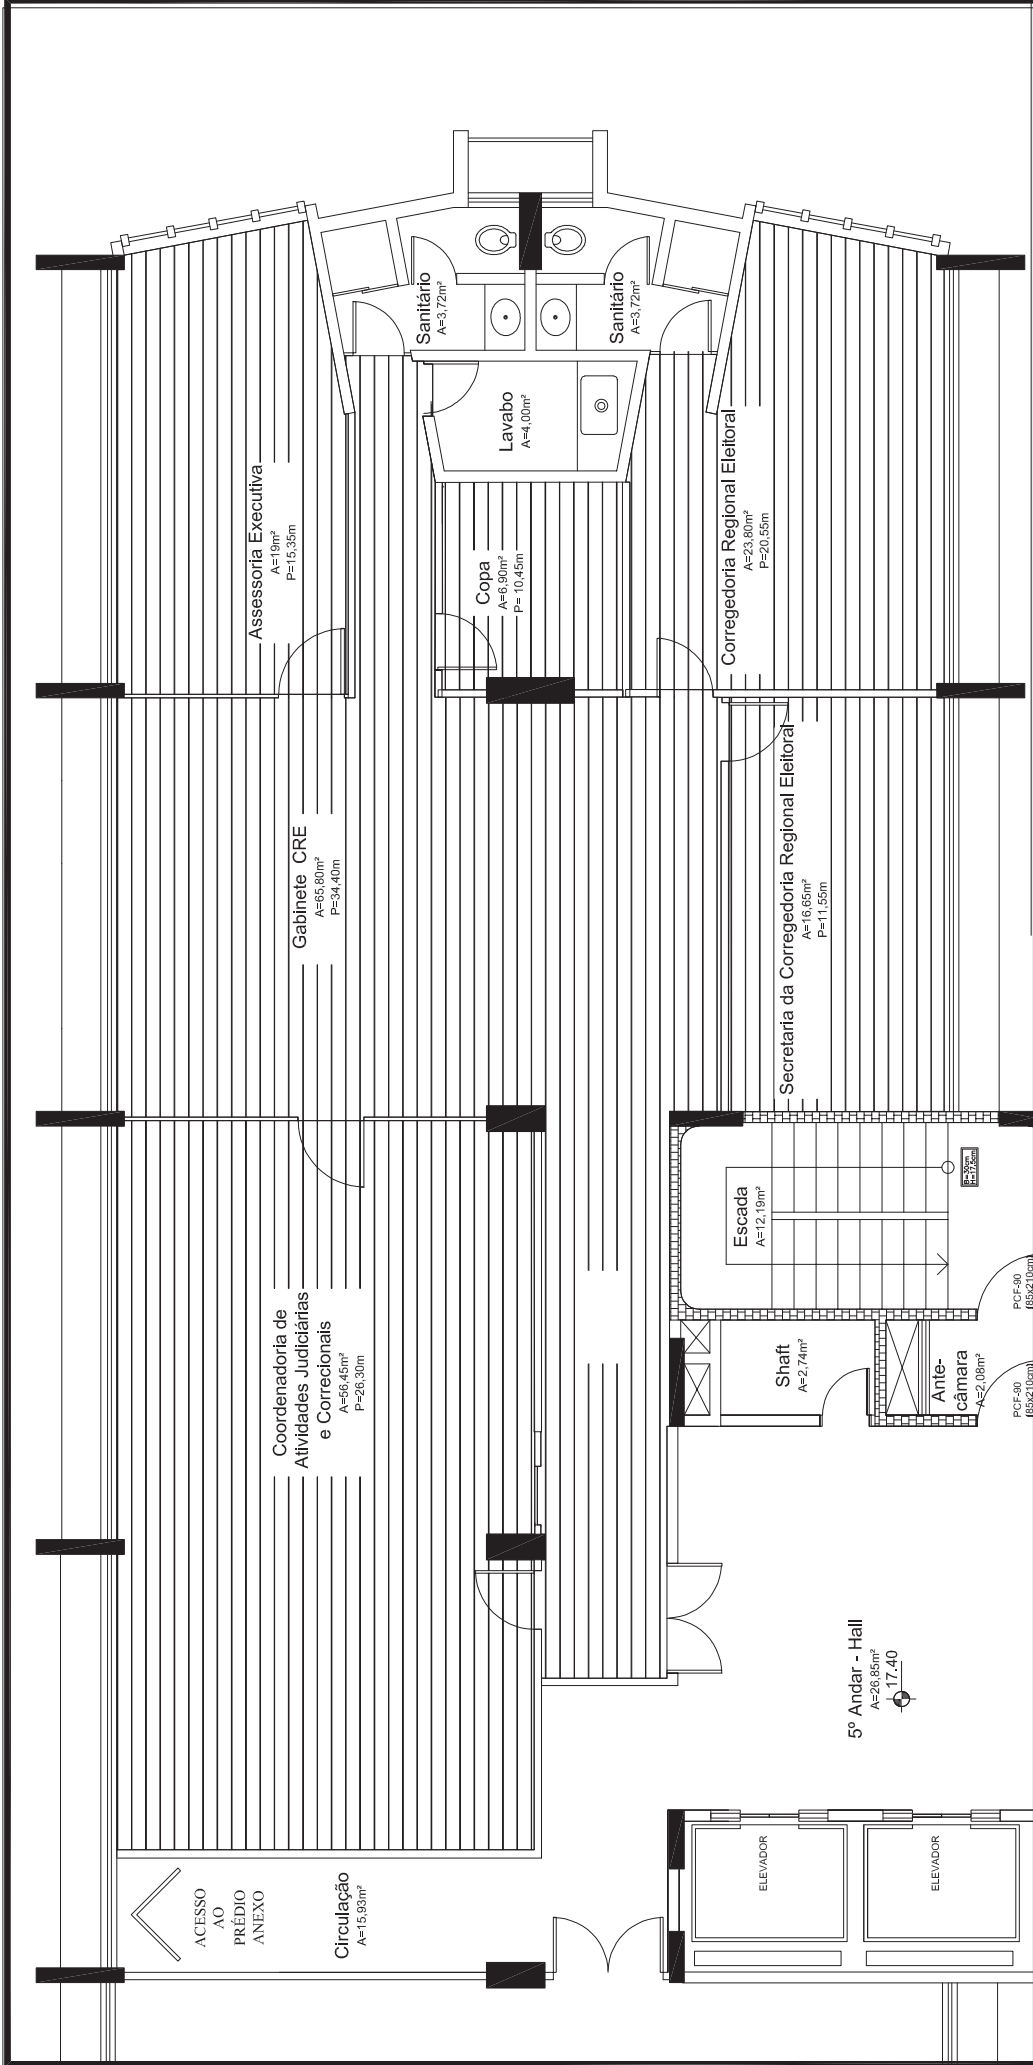 Assessoria Executiva
A=19m²
P=15,35m
Sanitário
A=3,72m²
Sanitário
A=3,72m²
Lavabo
A=4,00m²
Copa
A=6,90m²
P= 10,45m
Corregedoria Regional Eleitoral
A=23,80m²
P=20,55m
Gabinete CRE
A=65,80m²
P=34,40m
Secretaria da Corregedoria Regional Eleitoral
A=16,65m²
P=11,55m
Coordenadoria de
Atividades Judiciárias
e Correcionais
A=56,45m²
P=26,30m
Escada
A=12,19m²
B=30cm
H=17,5cm
Shaft
A=2,74m²
Ante-
câmara
A=2,08m²
PCF-90
(85x210cm)
PCF-90
(85x210cm)
5º Andar - Hall
A=26,85m²
17.40
ACESSO
AO
PRÉDIO
ANEXO
Circulação
A=15,93m²
ELEVADOR
ELEVADOR